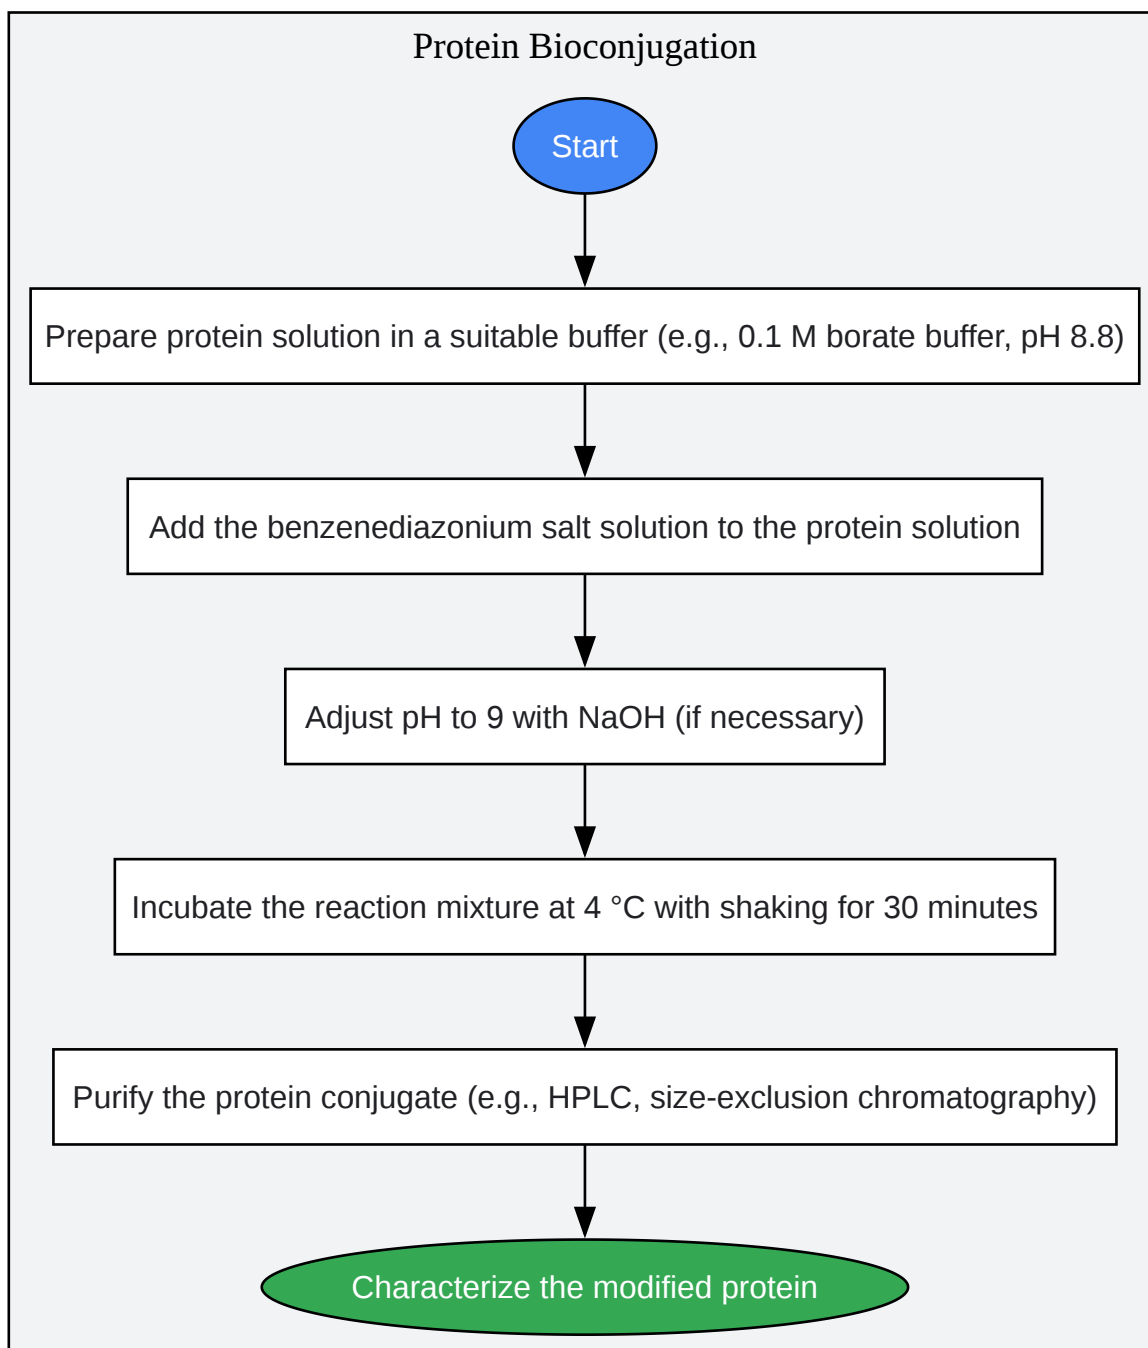 Protein Bioconjugation
Start
Prepare protein solution in a suitable buffer (e.g., 0.1 M borate buffer, pH 8.8)
Add the benzenediazonium salt solution to the protein solution
Adjust pH to 9 with NaOH (if necessary)
Incubate the reaction mixture at 4 °C with shaking for 30 minutes
Purify the protein conjugate (e.g., HPLC, size-exclusion chromatography)
Characterize the modified protein